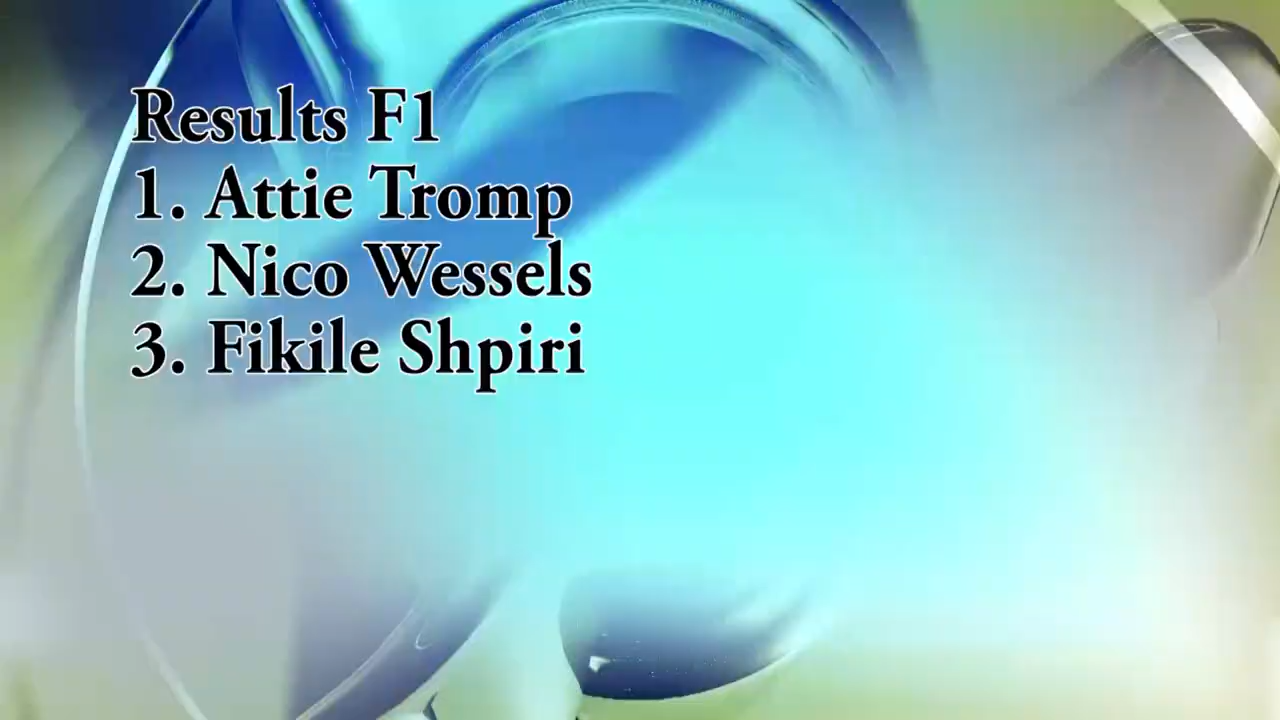 Results F1
1. Attie Tromp
2. Nico Wessels
3. Fikile Shpiri